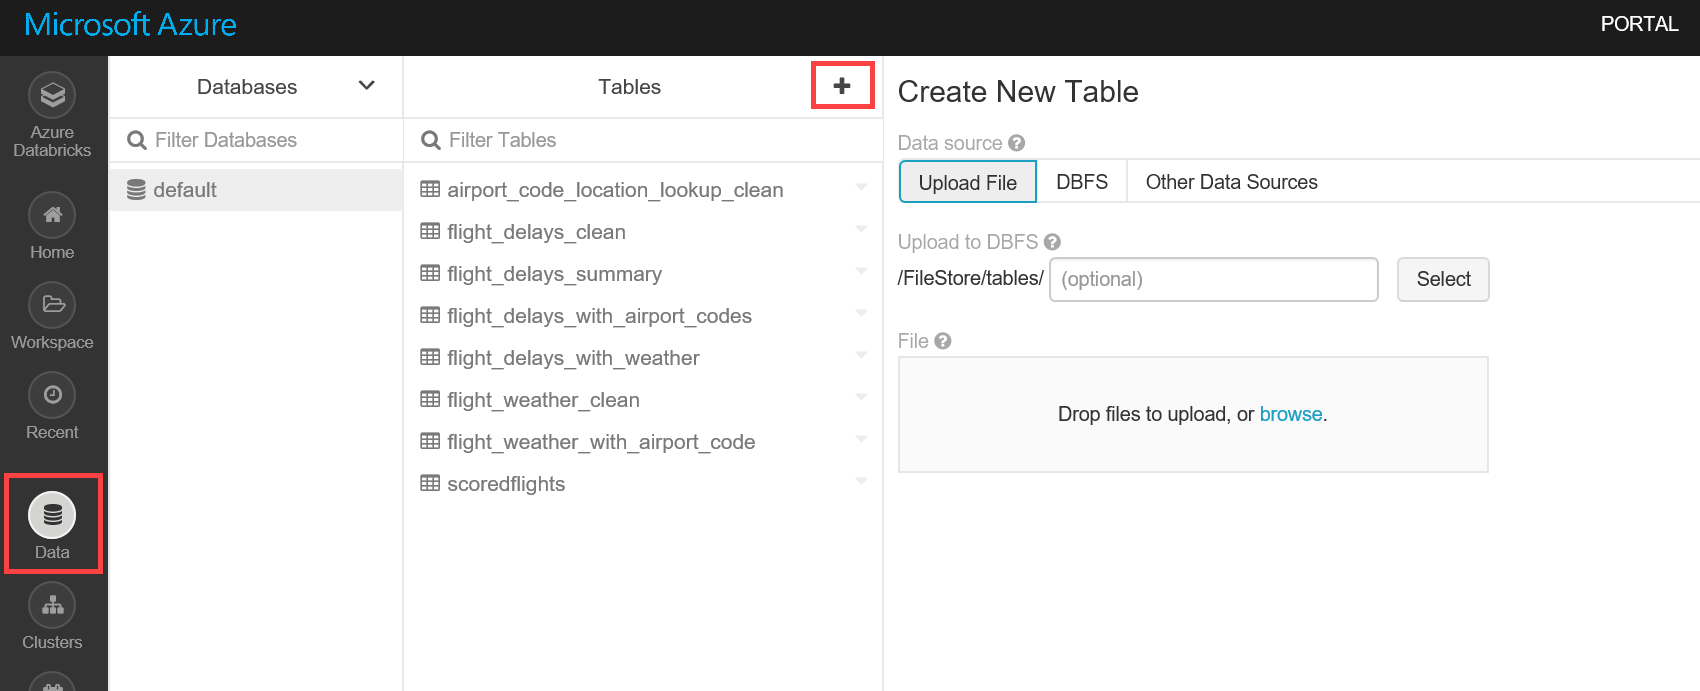 Microsoft Azure
PORTAL
Azure
Databricks
Home
Workspace
Recent
Data
Clusters
Databases
Filter Databases
default
Tables
Filter Tables
airport_code_location_lookup_clean
flight_delays_clean
flight_delays_summary
flight_delays_with_airport_codes
flight_delays_with_weather
flight_weather_clean
flight_weather_with_airport_code
scoredflights
Create New Table
Data source
Upload File DBFS Other Data Sources
Upload to DBFS
/FileStore/tables/ (optional) Select
File
Drop files to upload, or browse.